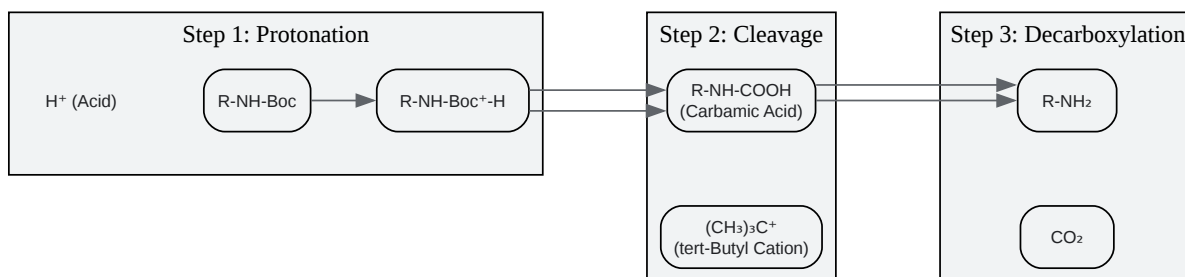 Step 1: Protonation
H⁺ (Acid)
R-NH-Boc
R-NH-Boc⁺-H
Step 2: Cleavage
R-NH-COOH
(Carbamic Acid)
(CH₃)₃C⁺
(tert-Butyl Cation)
Step 3: Decarboxylation
R-NH₂
CO₂